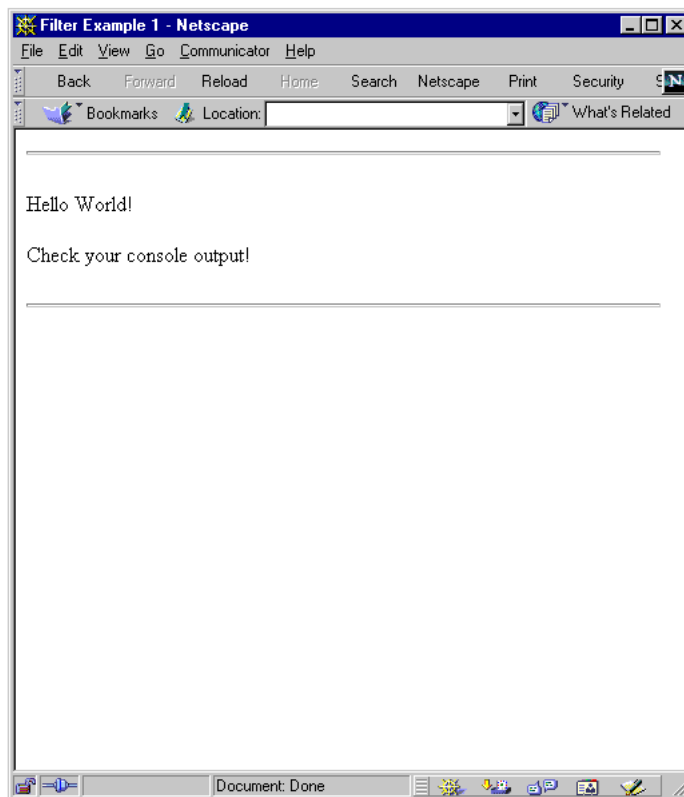 Filter Example 1 - Netscape
File Edit View Go Communicator Help
Back Forward Reload Home Search Netscape Print Security S N
Bookmarks Location: What's Related
Hello World!
Check your console output!
Document: Done